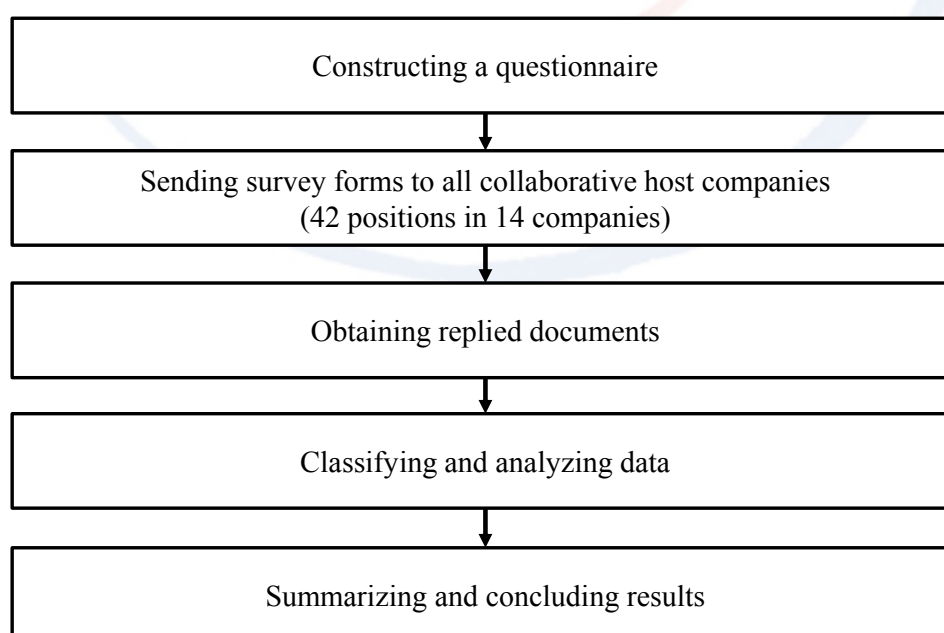 Constructing a questionnaire
Sending survey forms to all collaborative host companies
(42 positions in 14 companies)
Obtaining replied documents
Classifying and analyzing data
Summarizing and concluding results